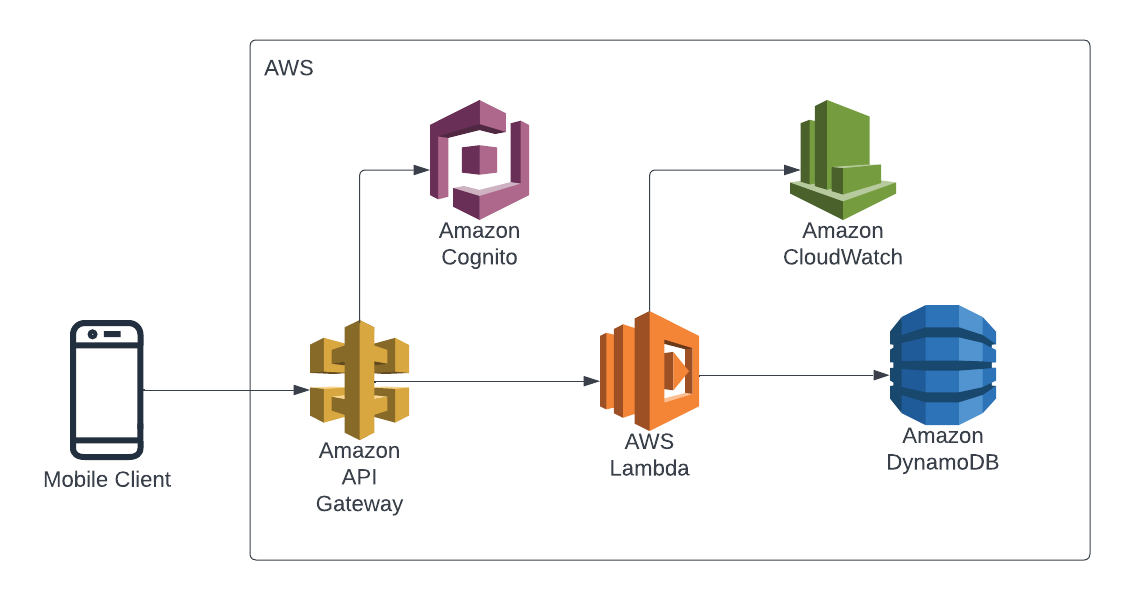 AWS
Amazon
Cognito
Amazon
CloudWatch
Mobile Client
Amazon
API
Gateway
AWS
Lambda
Amazon
DynamoDB